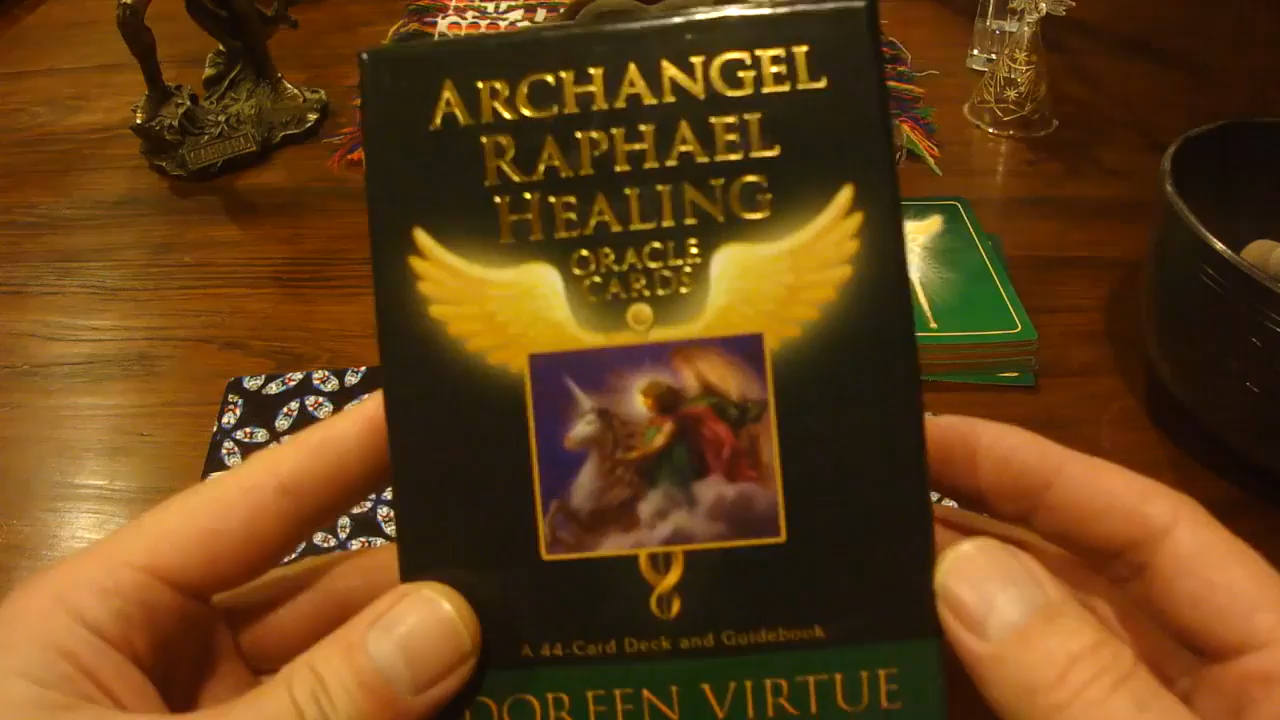 ARCHANGEL
RAPHAEL
HEALING
ORACLE
CARDS
A 44-Card Deck and Guidebook
DOREEN VIRTUE